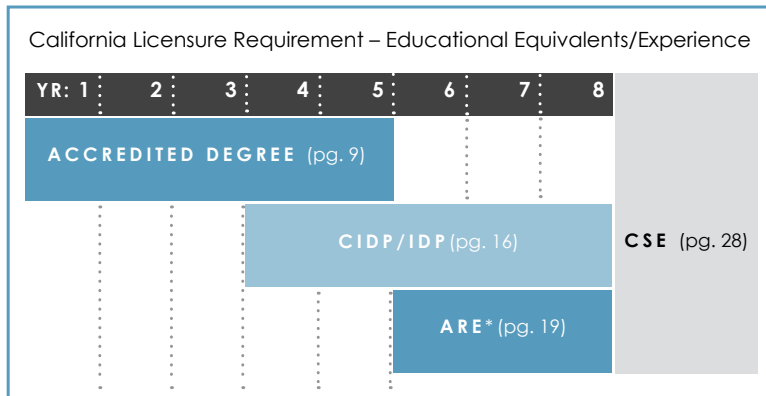 California Licensure Requirement – Educational Equivalents/Experience
YR: 1 2 3 4 5 6 7 8
ACCREDITED DEGREE (pg. 9)
CIDP/IDP (pg. 16)
CSE (pg. 28)
ARE* (pg. 19)